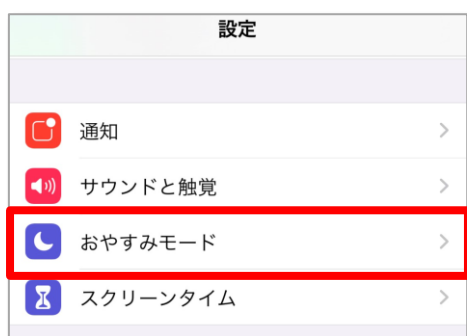 設定
通知
サウンドと触覚
おやすみモード
スクリーンタイム